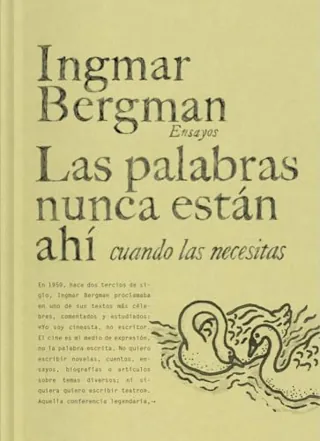 Ingmar
Bergman
Ensayos
Las palabras
nunca están
ahí cuando las necesitas
En 1959, hace dos tercios de si-
glo, Ingmar Bergman proclamaba
en uno de sus textos más céle-
bres, comentados y estudiados:
«Yo soy cineasta, no escritor.
El cine es mi medio de expresión,
no la palabra escrita. No quiero
escribir novelas, cuentos, en-
sayos, biografías o artículos
sobre temas diversos; ni si-
quiera quiero escribir teatro».
Aquella conferencia legendaria,→